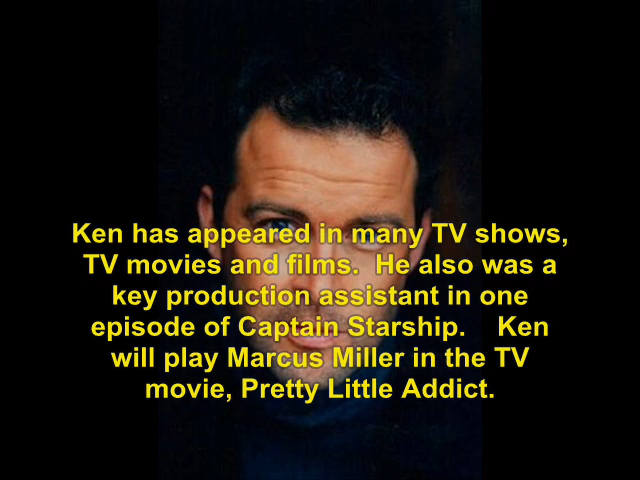 Ken has appeared in many TV shows,
TV movies and films.  He also was a
key production assistant in one
episode of Captain Starship.    Ken
will play Marcus Miller in the TV
movie, Pretty Little Addict.